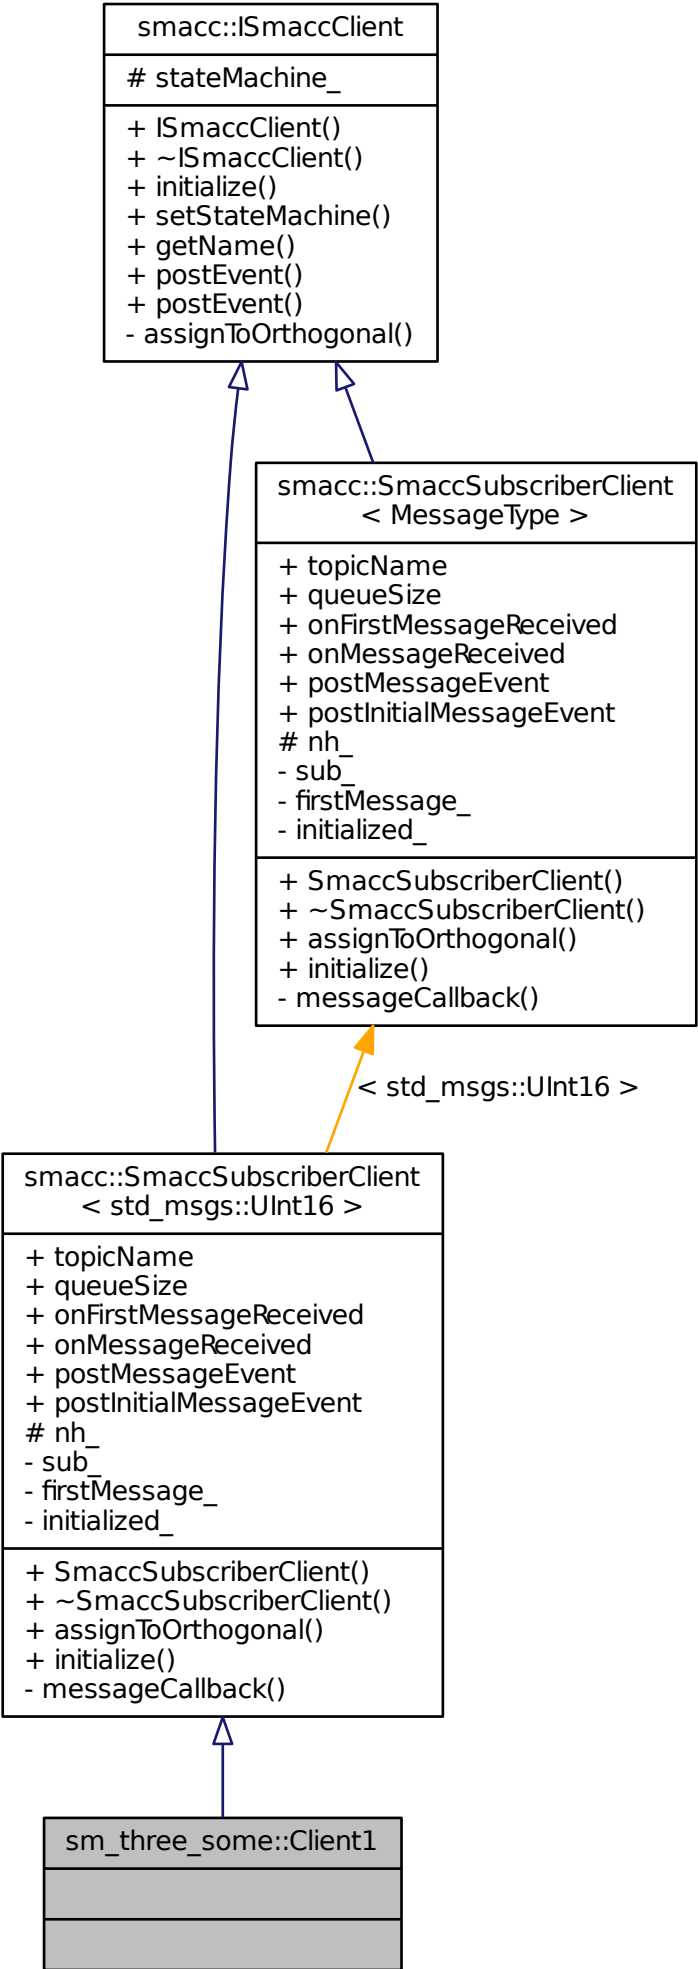 smacc::ISmaccClient
# stateMachine_
+ ISmaccClient()
+ ~ISmaccClient()
+ initialize()
+ setStateMachine()
+ getName()
+ postEvent()
+ postEvent()
- assignToOrthogonal()
smacc::SmaccSubscriberClient
< MessageType >
+ topicName
+ queueSize
+ onFirstMessageReceived
+ onMessageReceived
+ postMessageEvent
+ postInitialMessageEvent
# nh_
- sub_
- firstMessage_
- initialized_
+ SmaccSubscriberClient()
+ ~SmaccSubscriberClient()
+ assignToOrthogonal()
+ initialize()
- messageCallback()
< std_msgs::UInt16 >
smacc::SmaccSubscriberClient
< std_msgs::UInt16 >
+ topicName
+ queueSize
+ onFirstMessageReceived
+ onMessageReceived
+ postMessageEvent
+ postInitialMessageEvent
# nh_
- sub_
- firstMessage_
- initialized_
+ SmaccSubscriberClient()
+ ~SmaccSubscriberClient()
+ assignToOrthogonal()
+ initialize()
- messageCallback()
sm_three_some::Client1